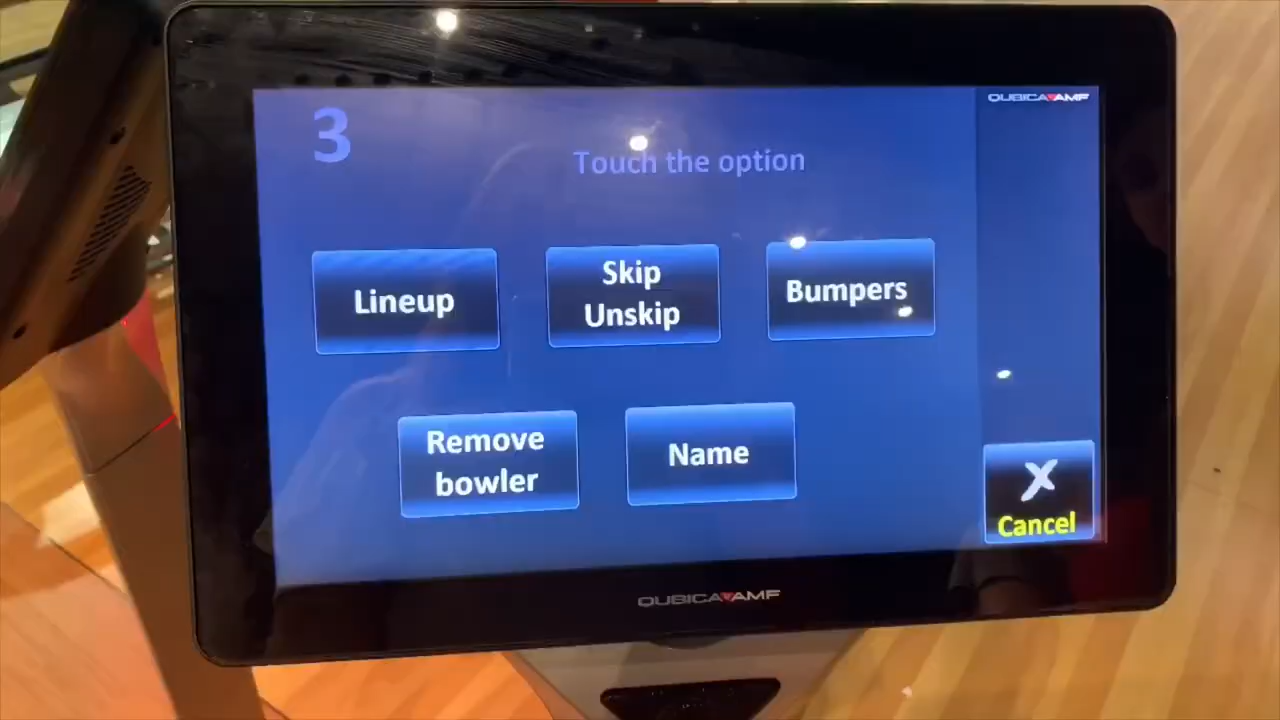 QUBICAAMF
3
Touch the option
Lineup
Skip
Unskip
Bumpers
Remove
bowler
Name
X
Cancel
QUBICAAMF